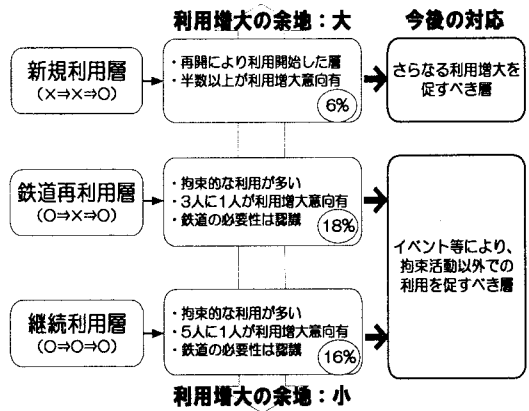 利用増大の余地：大
今後の対応
新規利用層
(×⇒×⇒○)
・再開により利用開始した層
・半数以上が利用増大意向有
6%
さらなる利用増大を
促すべき層
鉄道再利用層
(○⇒×⇒○)
・拘束的な利用が多い
・3人に1人が利用増大意向有
・鉄道の必要性は認識
18%
継続利用層
(○⇒○⇒○)
・拘束的な利用が多い
・5人に1人が利用増大意向有
・鉄道の必要性は認識
16%
イベント等により、
拘束活動以外での
利用を促すべき層
利用増大の余地：小